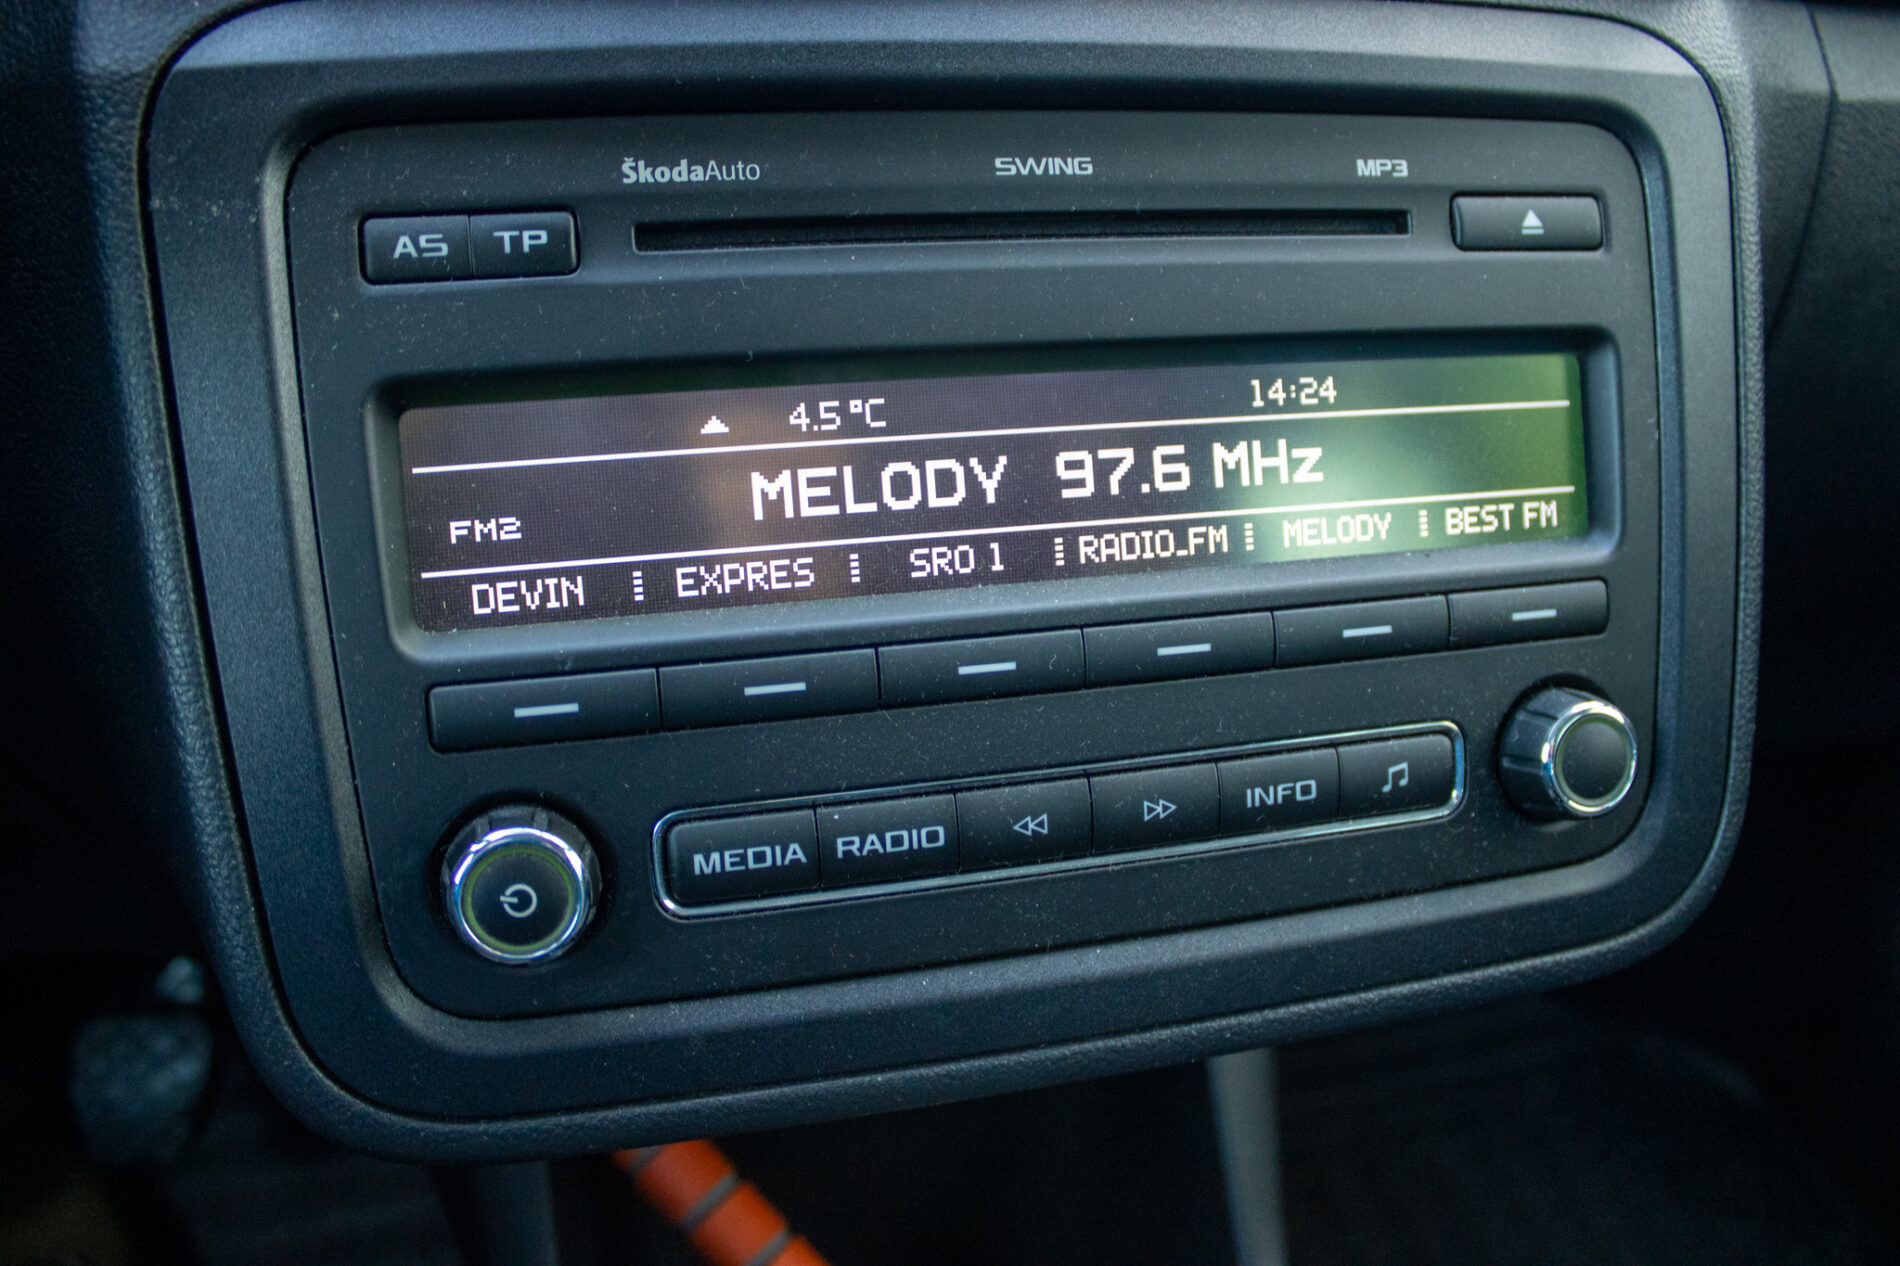 ŠkodaAuto SWING MP3
AS TP
4.5°C 14:24
MELODY 97.6 MHz
FM2
DEVIN EXPRES SRO 1 RADIO_FM MELODY BEST FM
MEDIA RADIO INFO